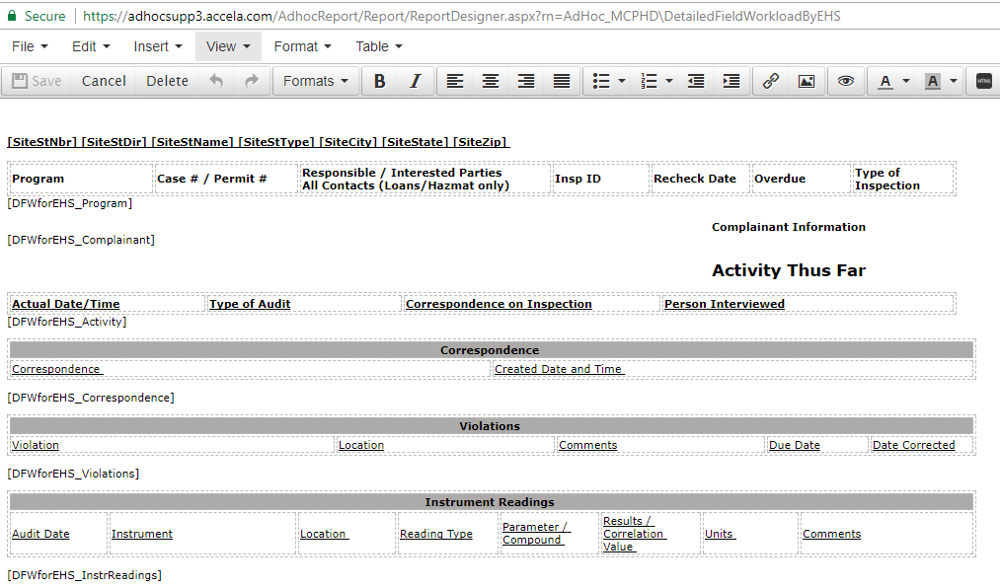 Secure https://adhocsupp3.accela.com/AdhocReport/Report/ReportDesigner.aspx?rn=AdHoc_MCPHD\DetailedFieldWorkloadByEHS
File Edit Insert View Format Table
Save Cancel Delete Formats B I A A HTML
[SiteStNbr] [SiteStDir] [SiteStName] [SiteStType] [SiteCity] [SiteState] [SiteZip]
Program
Case # / Permit #
Responsible / Interested Parties
All Contacts (Loans/Hazmat only)
Insp ID
Recheck Date
Overdue
Type of
Inspection
[DFWforEHS_Program]
Complainant Information
[DFWforEHS_Complainant]
Activity Thus Far
Actual Date/Time Type of Audit Correspondence on Inspection Person Interviewed
[DFWforEHS_Activity]
Correspondence
Correspondence Created Date and Time
[DFWforEHS_Correspondence]
Violations
Violation Location Comments Due Date Date Corrected
[DFWforEHS_Violations]
Instrument Readings
Audit Date
Instrument
Location
Reading Type
Parameter /
Compound
Results /
Correlation
Value
Units
Comments
[DFWforEHS_InstrReadings]